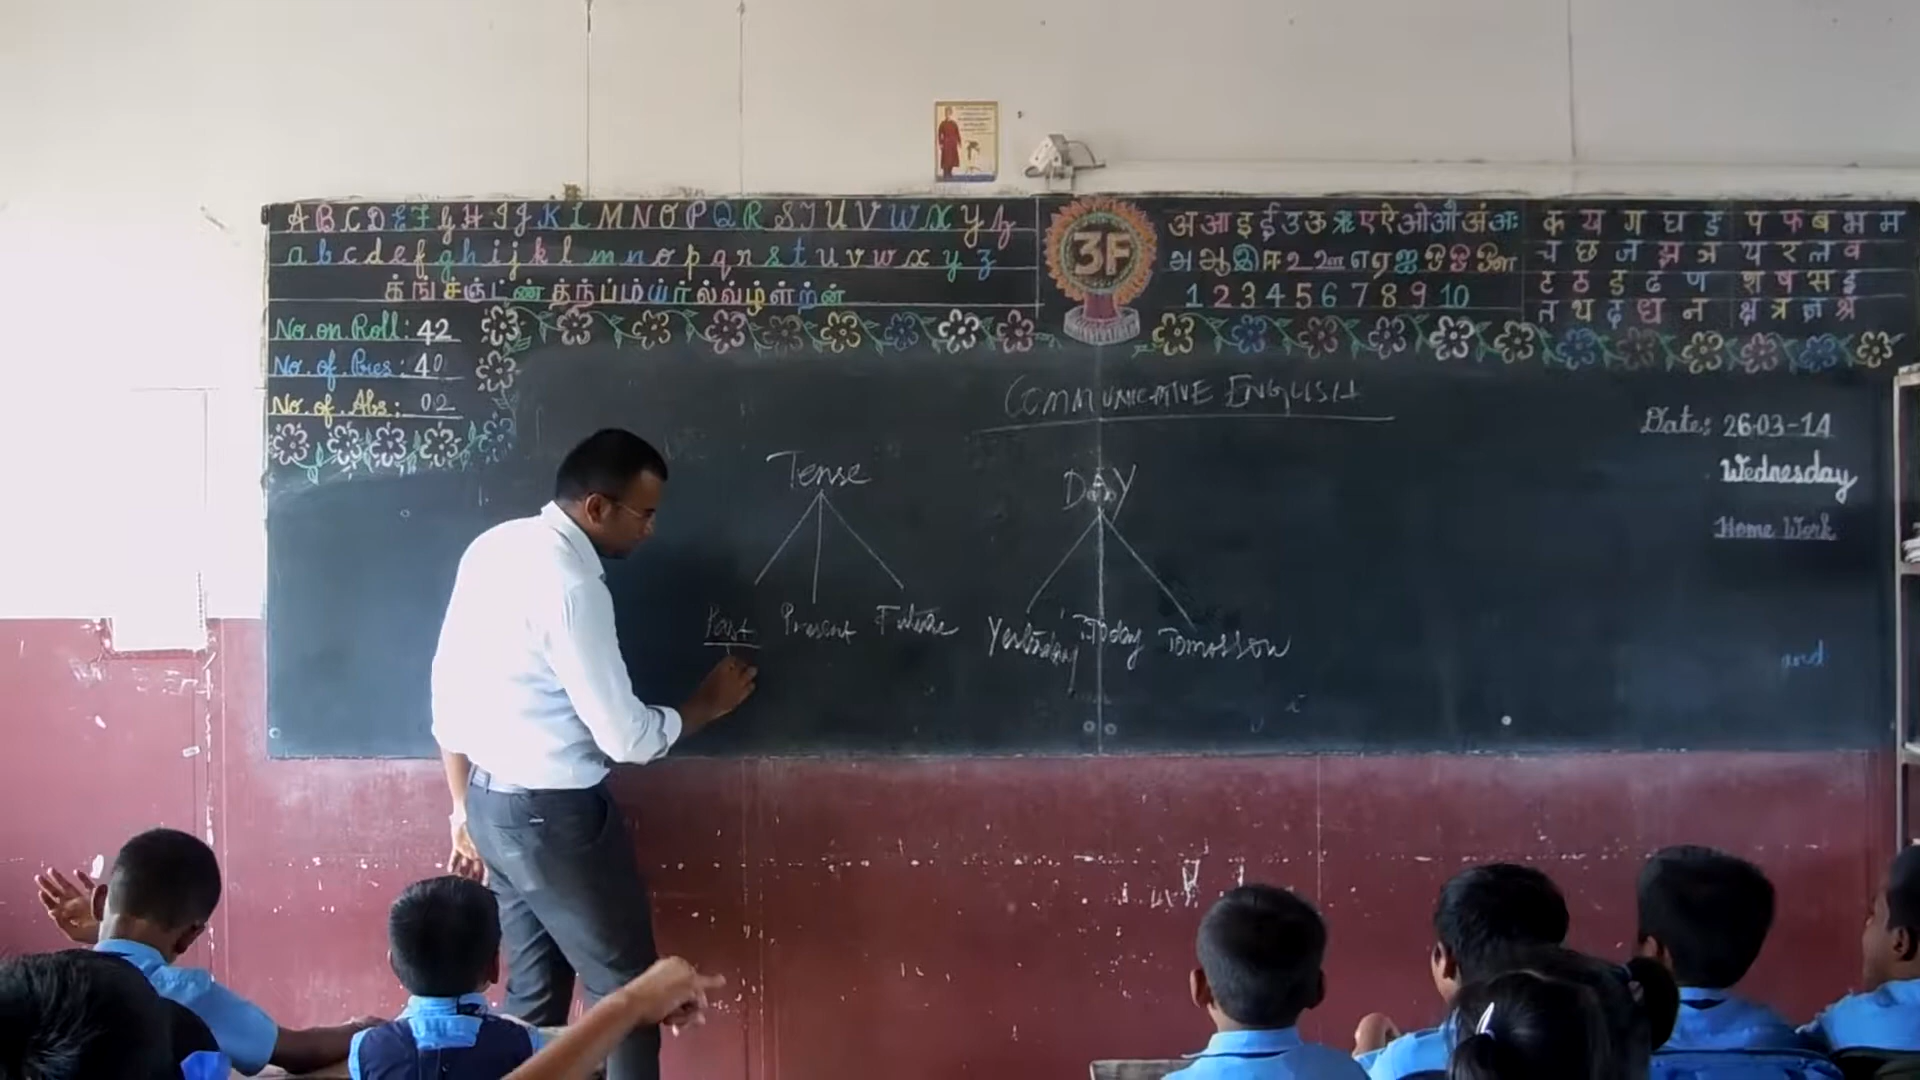 A B C D E F G H I J K L M N O P Q R S T U V W X Y Z
a b c d e f g h i j k l m n o p q r s t u v w x y z
க் ங் ச் ஞ் ட் ண் த் ந் ப் ம் ய் ர் ல் வ் ழ் ள் ற் ன்
3F
अ आ इ ई उ ऊ ऋ ए ऐ ओ औ अं अः
அ ஆ இ ஈ உ ஊ எ ஏ ஐ ஒ ஓ ஔ
1 2 3 4 5 6 7 8 9 10
क य ग घ ङ प फ ब भ म
च छ ज झ ञ य र ल व
ट ठ ड ढ ण श ष स ह
त थ द ध न क्ष त्र ज्ञ श्र
No. on Roll: 42
No. of. Pres: 40
No. of. Abs: 02
COMMUNICATIVE ENGLISH
Date: 26-03-14
Wednesday
Home Work
Tense
Past Present Future
DAY
Yesterday Today Tomorrow
and